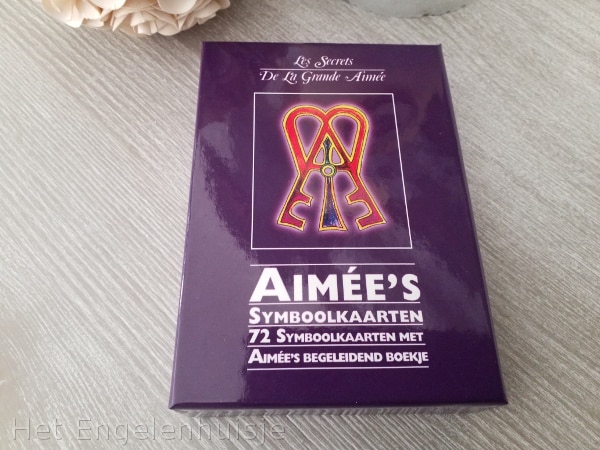 Les Secrets
De La Grande Aimée
AIMÉE'S
SYMBOOLKAARTEN
72 SYMBOOLKAARTEN MET
AIMÉE'S BEGELEIDEND BOEKJE
Het Engelenhuisje